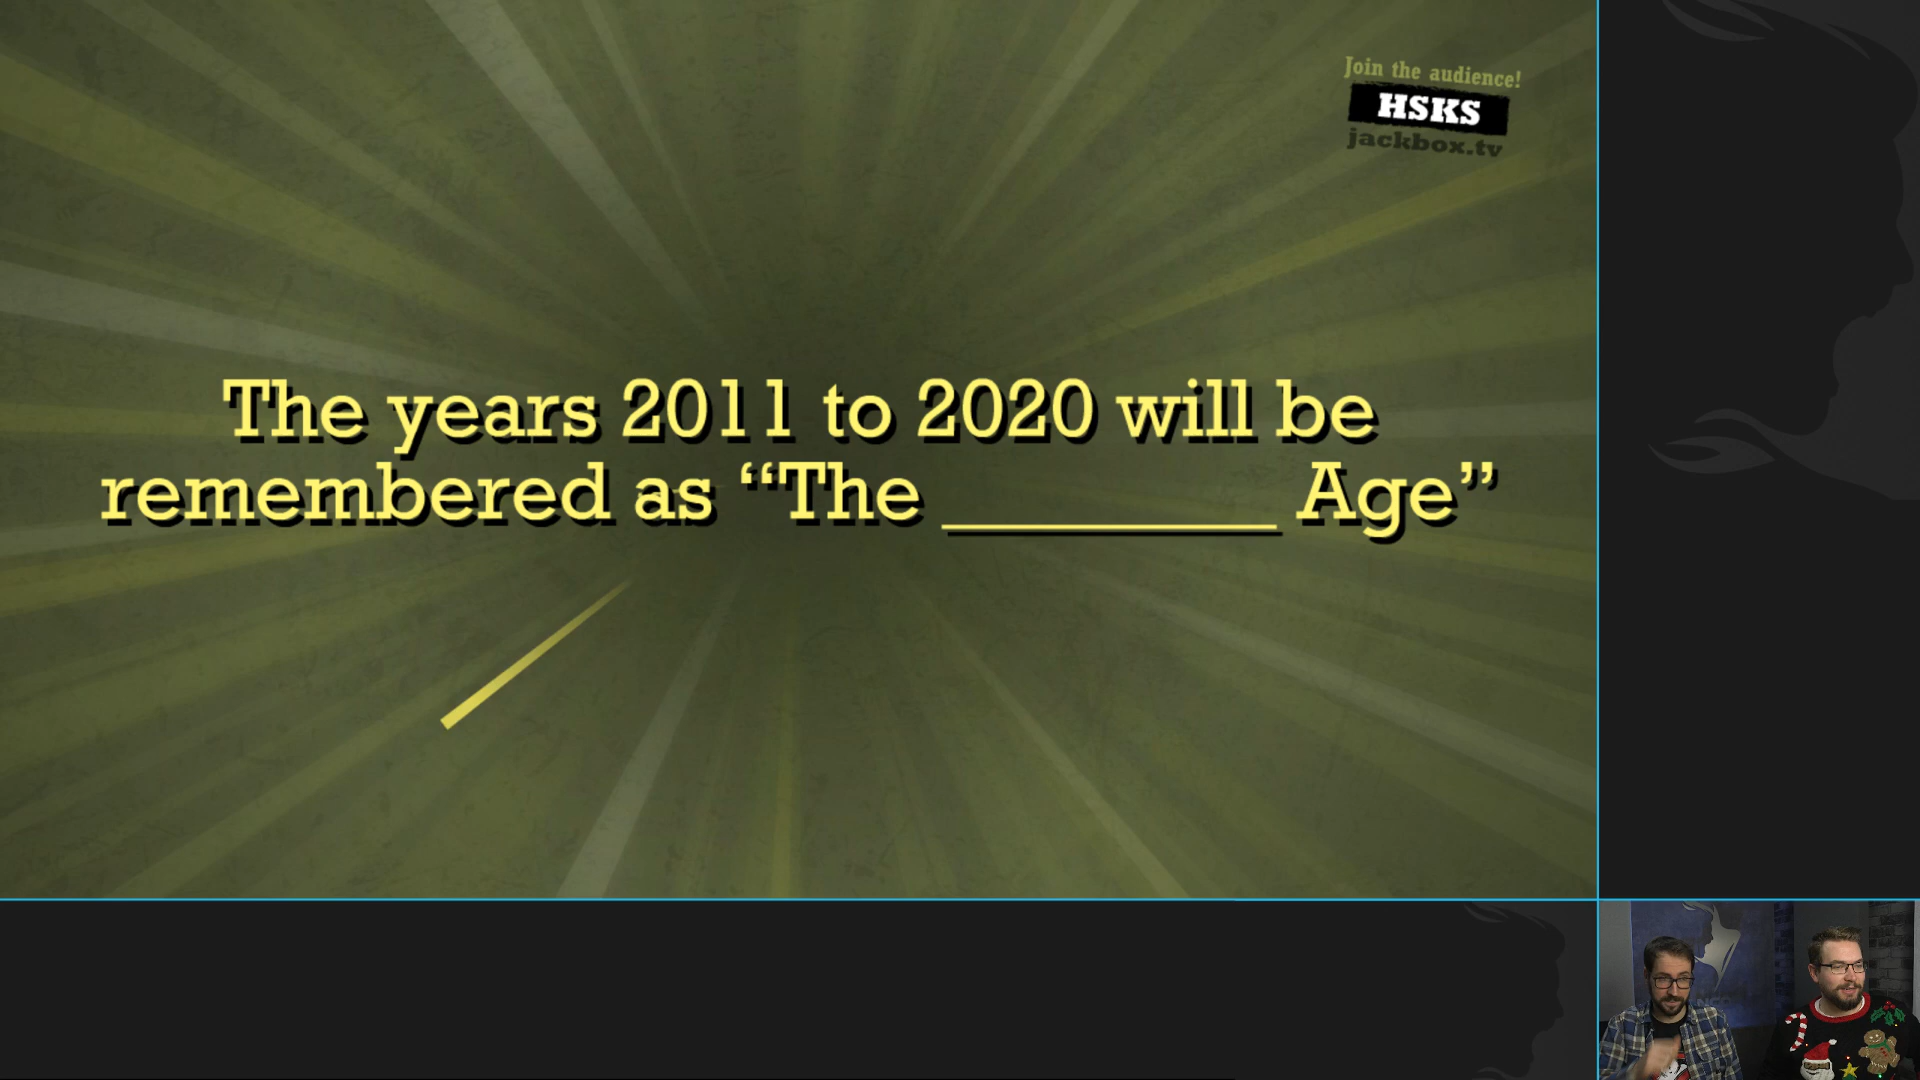 Join the audience!
HSKS
jackbox.tv
The years 2011 to 2020 will be
remembered as “The ________ Age”